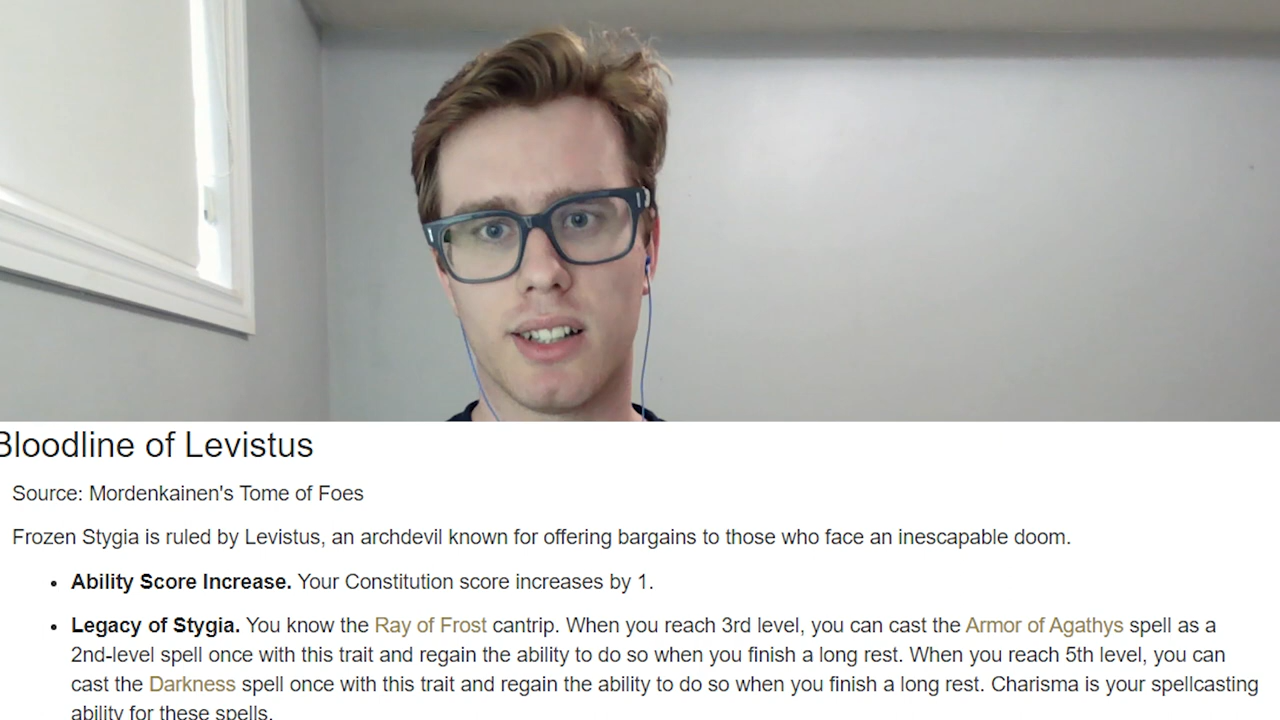 Bloodline of Levistus
Source: Mordenkainen's Tome of Foes
Frozen Stygia is ruled by Levistus, an archdevil known for offering bargains to those who face an inescapable doom.
• Ability Score Increase. Your Constitution score increases by 1.
• Legacy of Stygia. You know the Ray of Frost cantrip. When you reach 3rd level, you can cast the Armor of Agathys spell as a
2nd-level spell once with this trait and regain the ability to do so when you finish a long rest. When you reach 5th level, you can
cast the Darkness spell once with this trait and regain the ability to do so when you finish a long rest. Charisma is your spellcasting
ability for these spells.